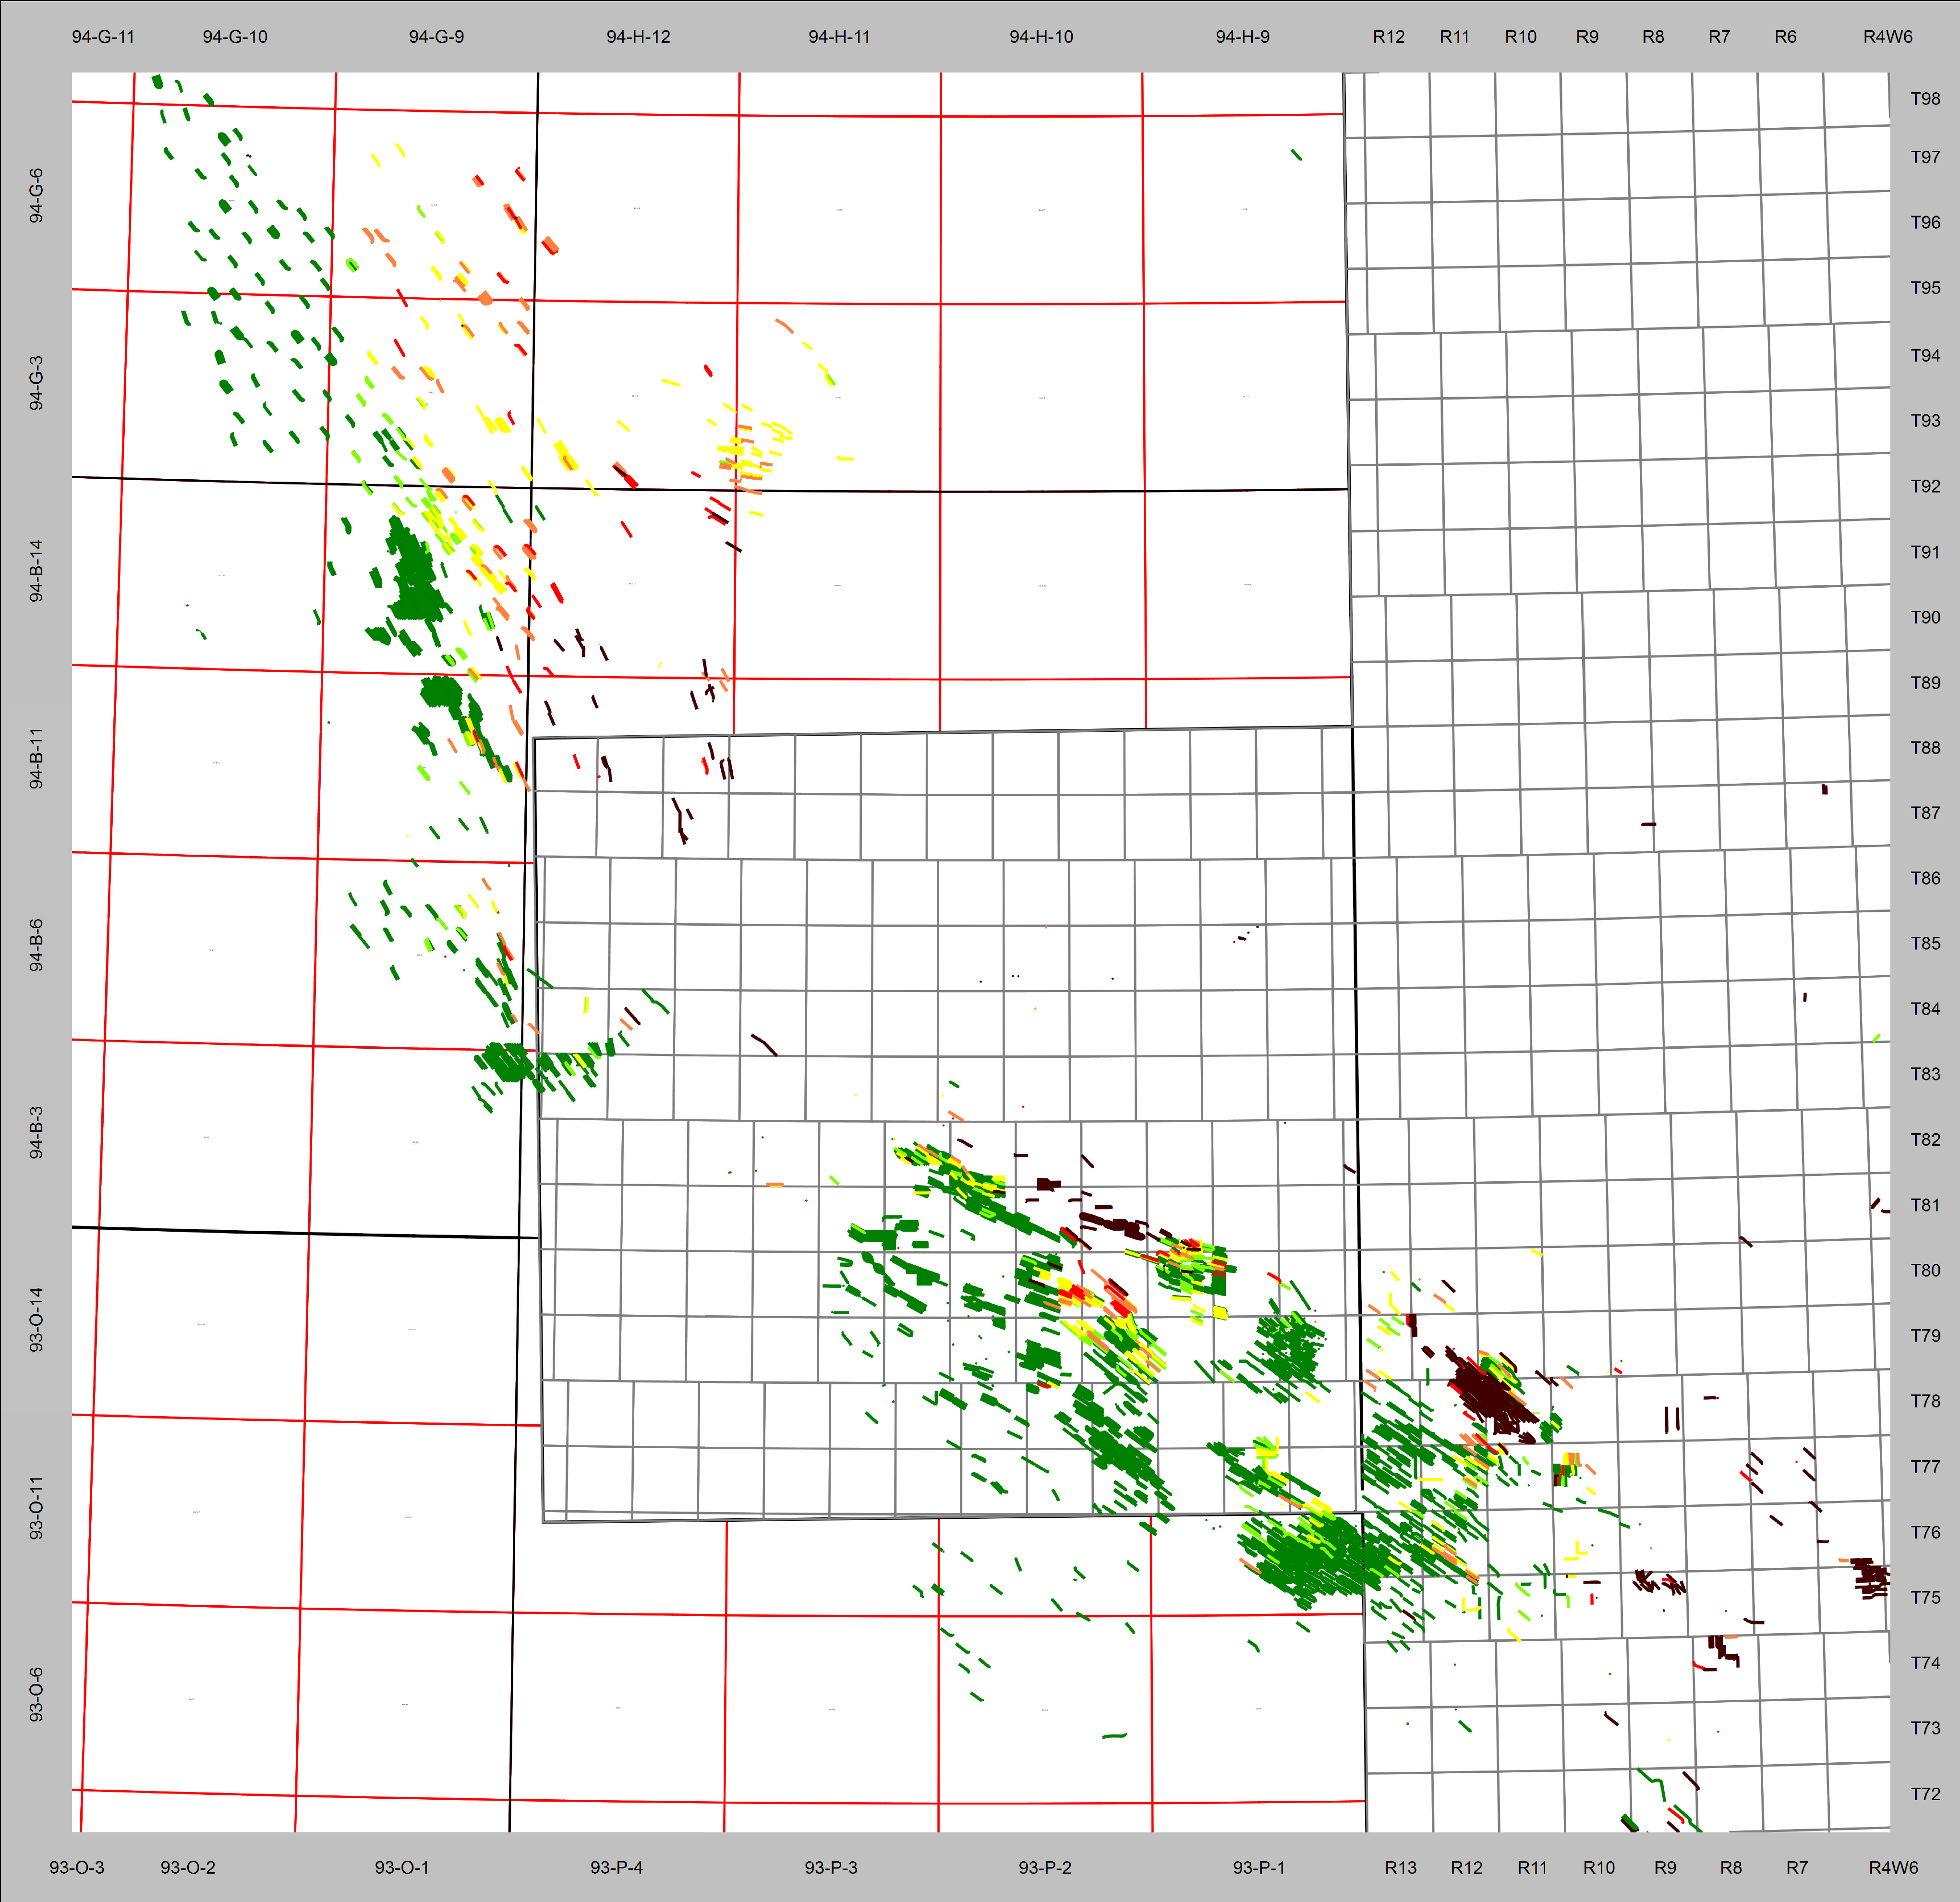 94-G-11 94-G-10 94-G-9 94-H-12 94-H-11 94-H-10 94-H-9 R12 R11 R10 R9 R8 R7 R6 R4W6
T98
T97
94-G-6
T96
T95
T94
94-G-3
T93
T92
T91
94-B-14
T90
T89
T88
94-B-11
T87
T86
T85
94-B-6
T84
T83
T82
94-B-3
T81
T80
93-O-14
T79
T78
T77
93-O-11
T76
T75
T74
93-O-6
T73
T72
93-O-3 93-O-2 93-O-1 93-P-4 93-P-3 93-P-2 93-P-1 R13 R12 R11 R10 R9 R8 R7 R4W6